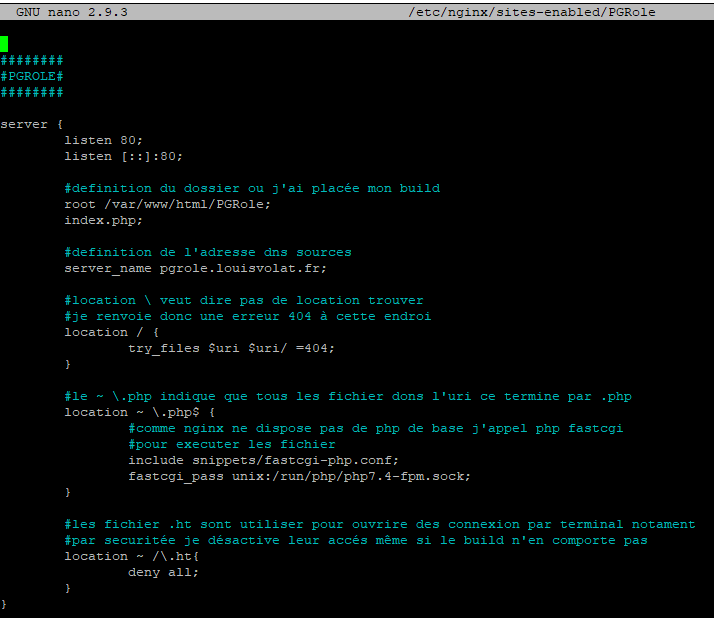 GNU nano 2.9.3 /etc/nginx/sites-enabled/PGRole
########
#PGROLE#
########
server {
listen 80;
listen [::]:80;
#definition du dossier ou j'ai placée mon build
root /var/www/html/PGRole;
index.php;
#definition de l'adresse dns sources
server_name pgrole.louisvolat.fr;
#location \ veut dire pas de location trouver
#je renvoie donc une erreur 404 à cette endroi
location / {
try_files $uri $uri/ =404;
}
#le ~ \.php indique que tous les fichier dons l'uri ce termine par .php
location ~ \.php$ {
#comme nginx ne dispose pas de php de base j'appel php fastcgi
#pour executer les fichier
include snippets/fastcgi-php.conf;
fastcgi_pass unix:/run/php/php7.4-fpm.sock;
}
#les fichier .ht sont utiliser pour ouvrire des connexion par terminal notament
#par securitée je désactive leur accés même si le build n'en comporte pas
location ~ /\.ht{
deny all;
}
}